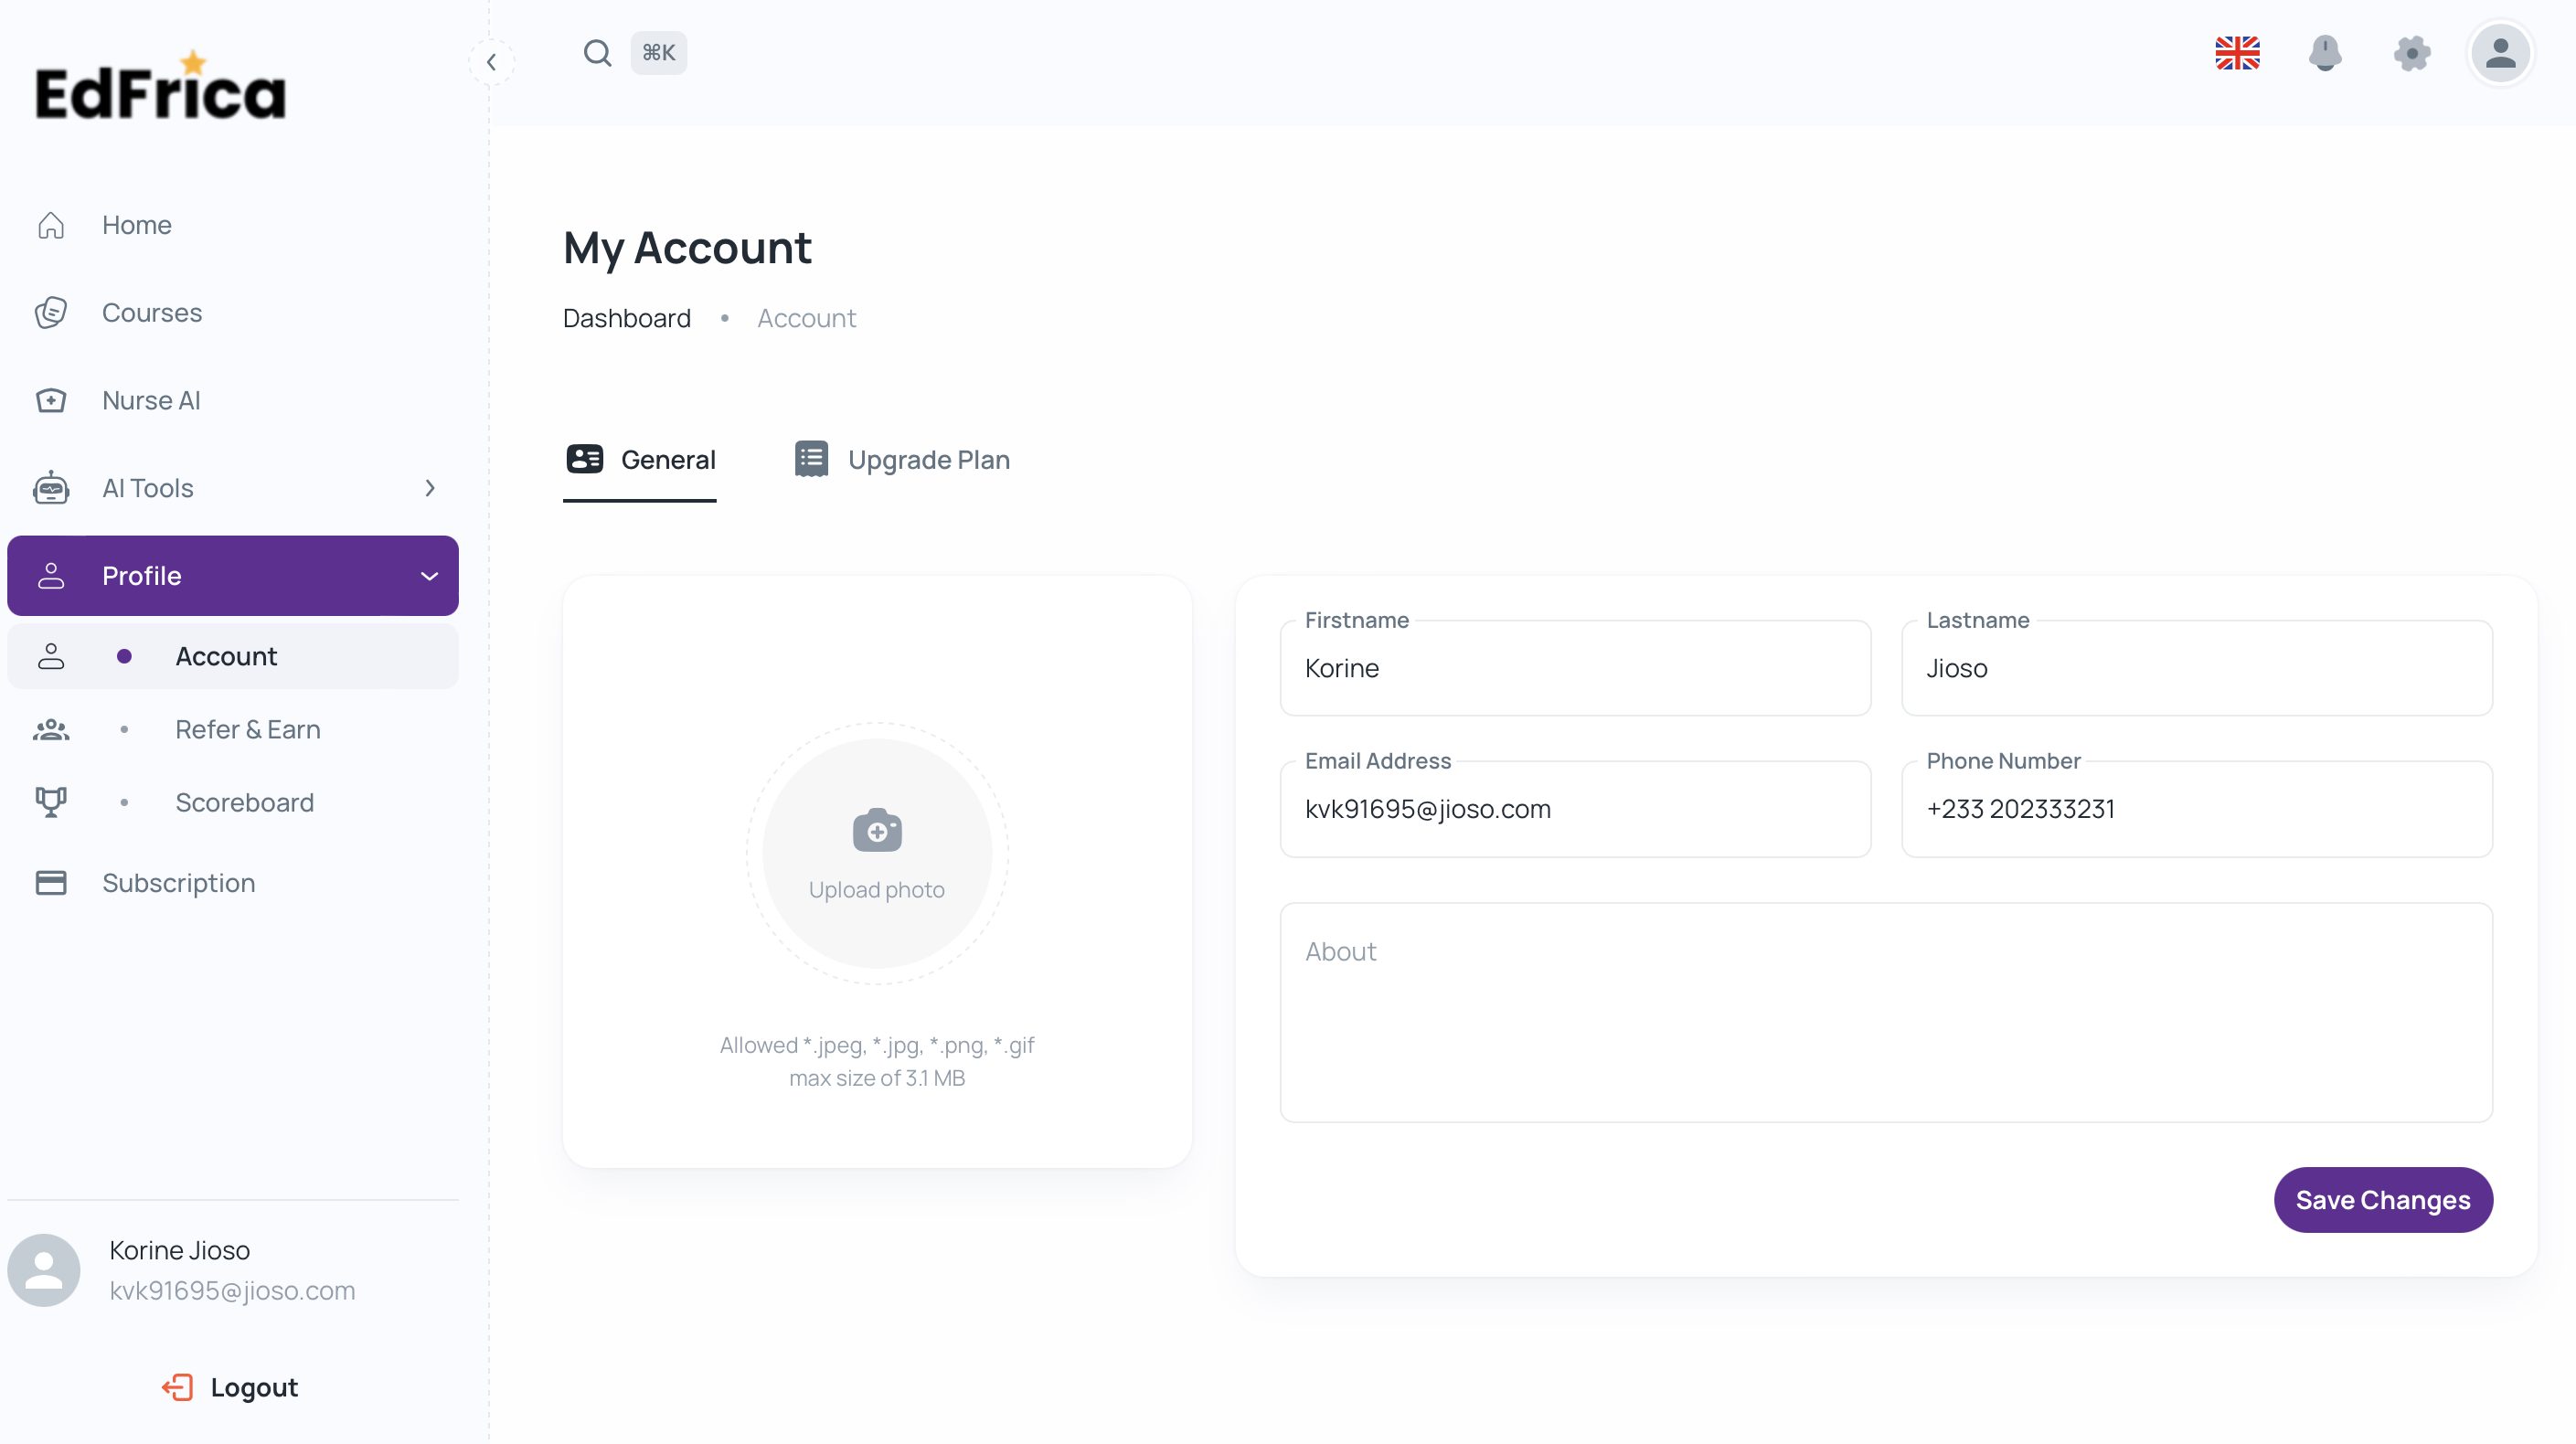 EdFrica
⌘K
Home
Courses
Nurse AI
AI Tools
Profile
Account
Refer & Earn
Scoreboard
Subscription
Korine Jioso
kvk91695@jioso.com
Logout
My Account
Dashboard • Account
General
Upgrade Plan
Upload photo
Allowed *.jpeg, *.jpg, *.png, *.gif
max size of 3.1 MB
Firstname
Korine
Lastname
Jioso
Email Address
kvk91695@jioso.com
Phone Number
+233 202333231
About
Save Changes